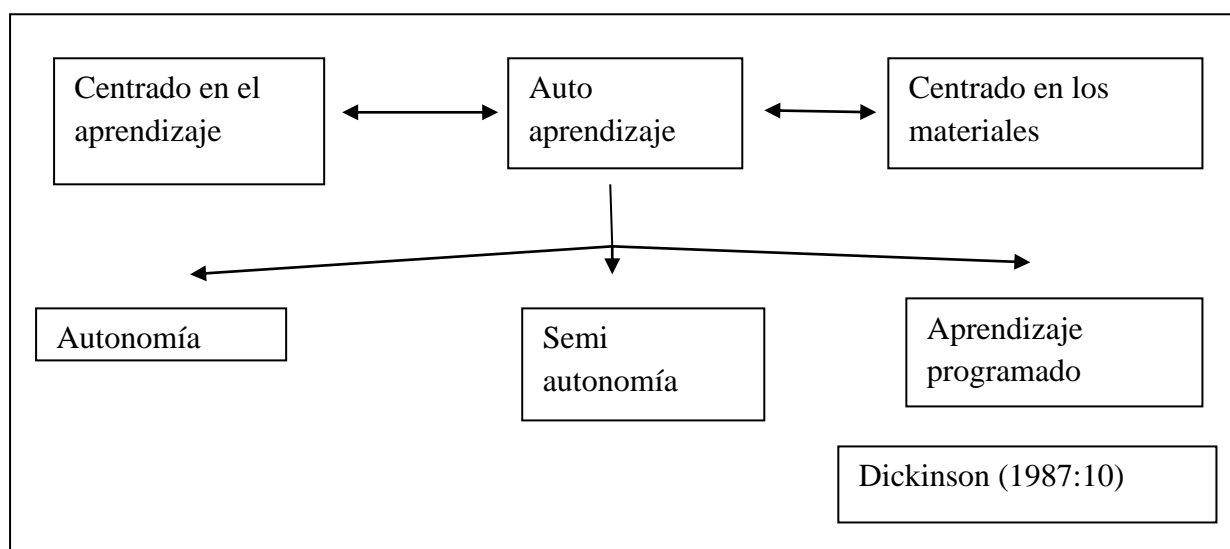 Centrado en el
aprendizaje
Auto
aprendizaje
Centrado en los
materiales
Autonomía
Semi
autonomía
Aprendizaje
programado
Dickinson (1987:10)